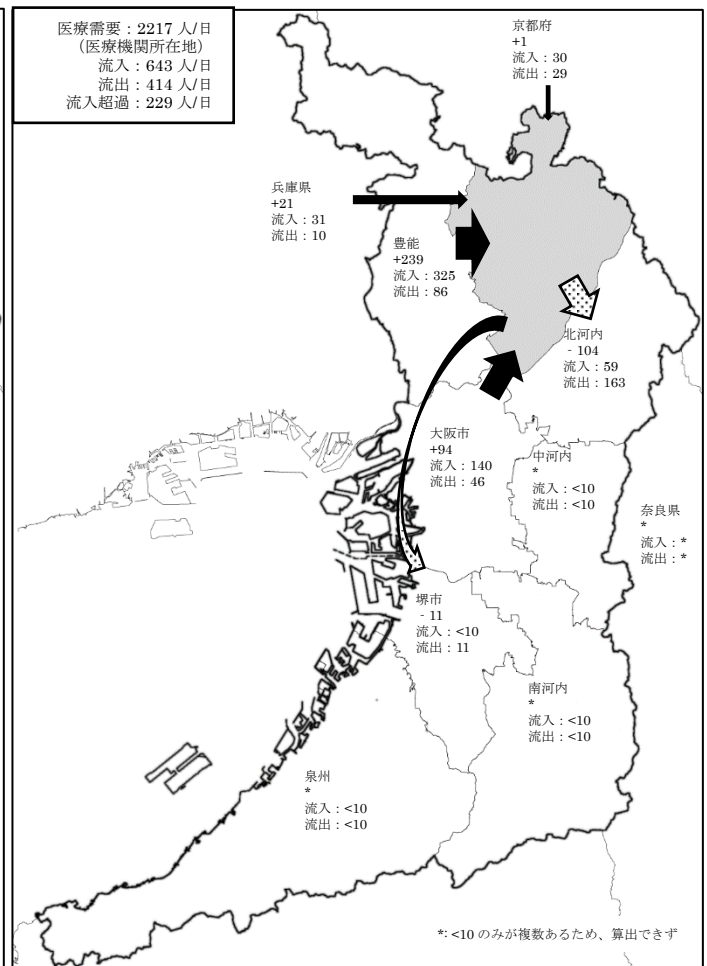 医療需要：2217 人/日
（医療機関所在地）
流入：643 人/日
流出：414 人/日
流入超過：229 人/日
京都府
+1
流入：30
流出：29
兵庫県
+21
流入：31
流出：10
豊能
+239
流入：325
流出：86
北河内
‐104
流入：59
流出：163
大阪市
+94
流入：140
流出：46
中河内
*
流入：<10
流出：<10
奈良県
*
流入：*
流出：*
堺市
‐11
流入：<10
流出：11
南河内
*
流入：<10
流出：<10
泉州
*
流入：<10
流出：<10
*: <10 のみが複数あるため、算出できず